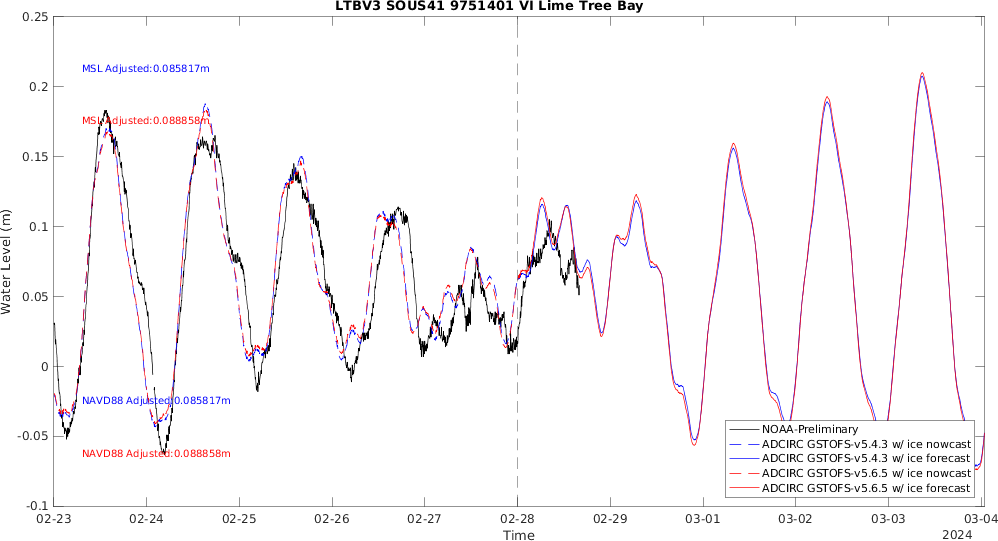 LTBV3 SOUS41 9751401 VI Lime Tree Bay
0.25
0.2
0.15
0.1
0.05
0
-0.05
-0.1
Water Level (m)
MSL Adjusted:0.085817m
MSL Adjusted:0.088858m
NAVD88 Adjusted:0.085817m
NAVD88 Adjusted:0.088858m
NOAA-Preliminary
ADCIRC GSTOFS-v5.4.3 w/ ice nowcast
ADCIRC GSTOFS-v5.4.3 w/ ice forecast
ADCIRC GSTOFS-v5.6.5 w/ ice nowcast
ADCIRC GSTOFS-v5.6.5 w/ ice forecast
02-23 02-24 02-25 02-26 02-27 02-28 02-29 03-01 03-02 03-03 03-04
Time
2024